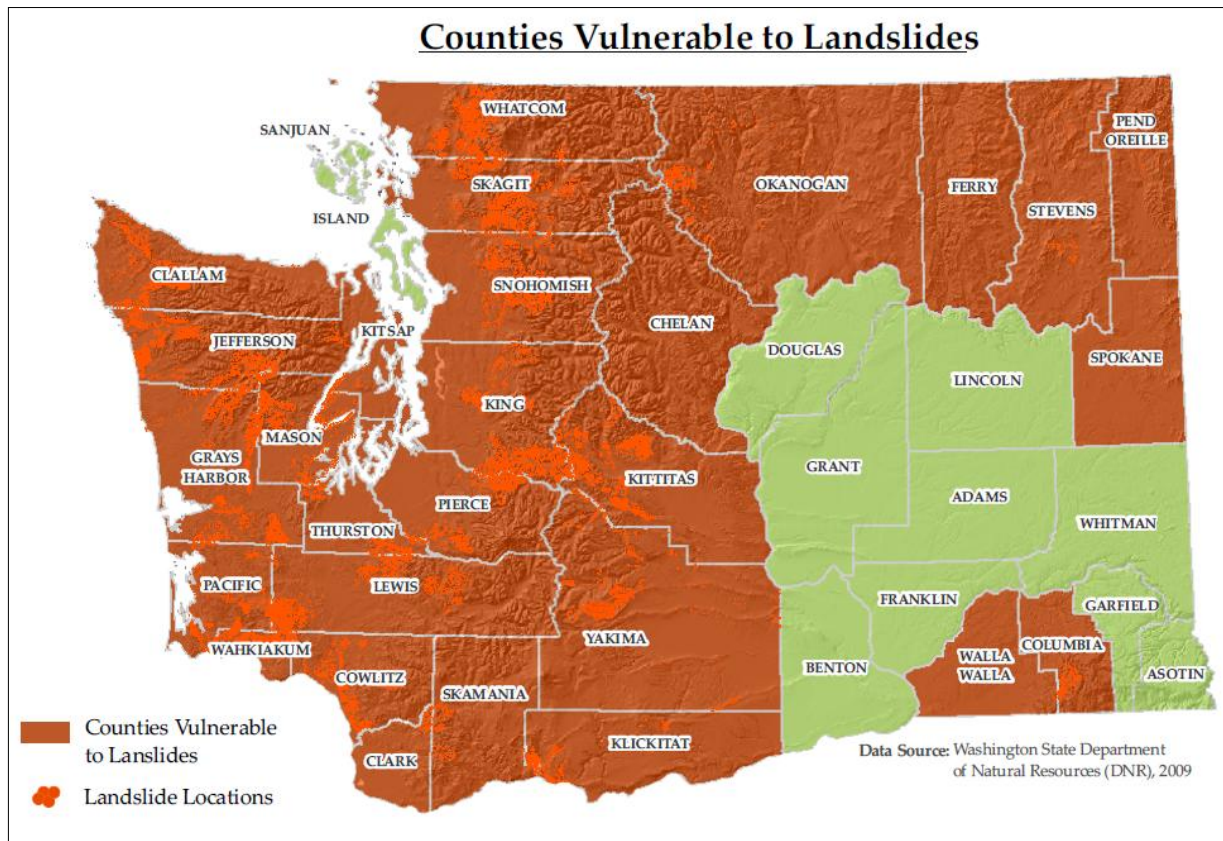 Counties Vulnerable to Landslides
WHATCOM
SANJUAN
SKAGIT
ISLAND
OKANOGAN
FERRY
PEND
OREILLE
STEVENS
CLALLAM
SNOHOMISH
JEFFERSON
KITSAP
CHELAN
DOUGLAS
LINCOLN
SPOKANE
KING
MASON
GRAYS
HARBOR
KITTITAS
GRANT
PIERCE
ADAMS
WHITMAN
THURSTON
PACIFIC
LEWIS
FRANKLIN
GARFIELD
WAHKIAKUM
YAKIMA
BENTON
WALLA
WALLA
COLUMBIA
ASOTIN
COWLITZ
SKAMANIA
KLICKITAT
CLARK
Counties Vulnerable
to Lanslides
Landslide Locations
Data Source: Washington State Department
of Natural Resources (DNR), 2009